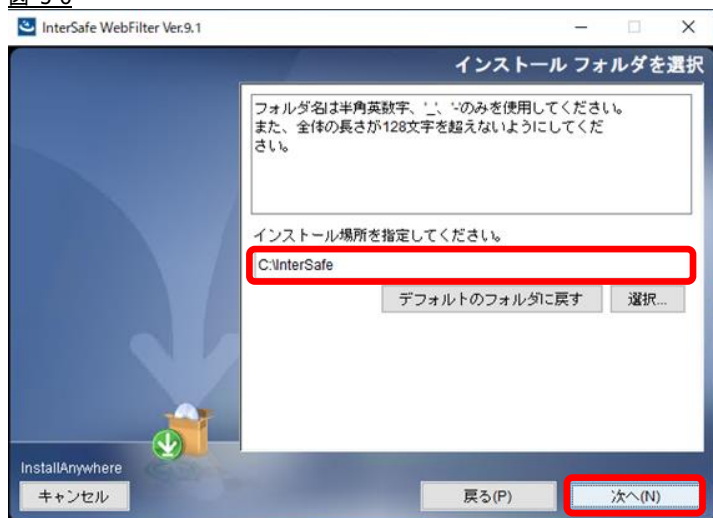 InterSafe WebFilter Ver.9.1
インストール フォルダを選択
フォルダ名は半角英数字、'_'、'-'のみを使用してください。
また、全体の長さが128文字を超えないようにしてくだ
さい。
インストール場所を指定してください。
C:\InterSafe
デフォルトのフォルダに戻す
選択...
InstallAnywhere
キャンセル
戻る(P)
次へ(N)